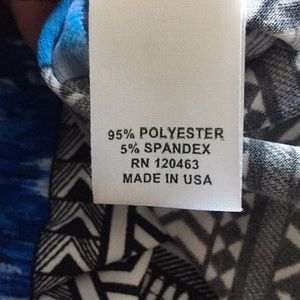 95% POLYESTER
5% SPANDEX
RN 120463
MADE IN USA